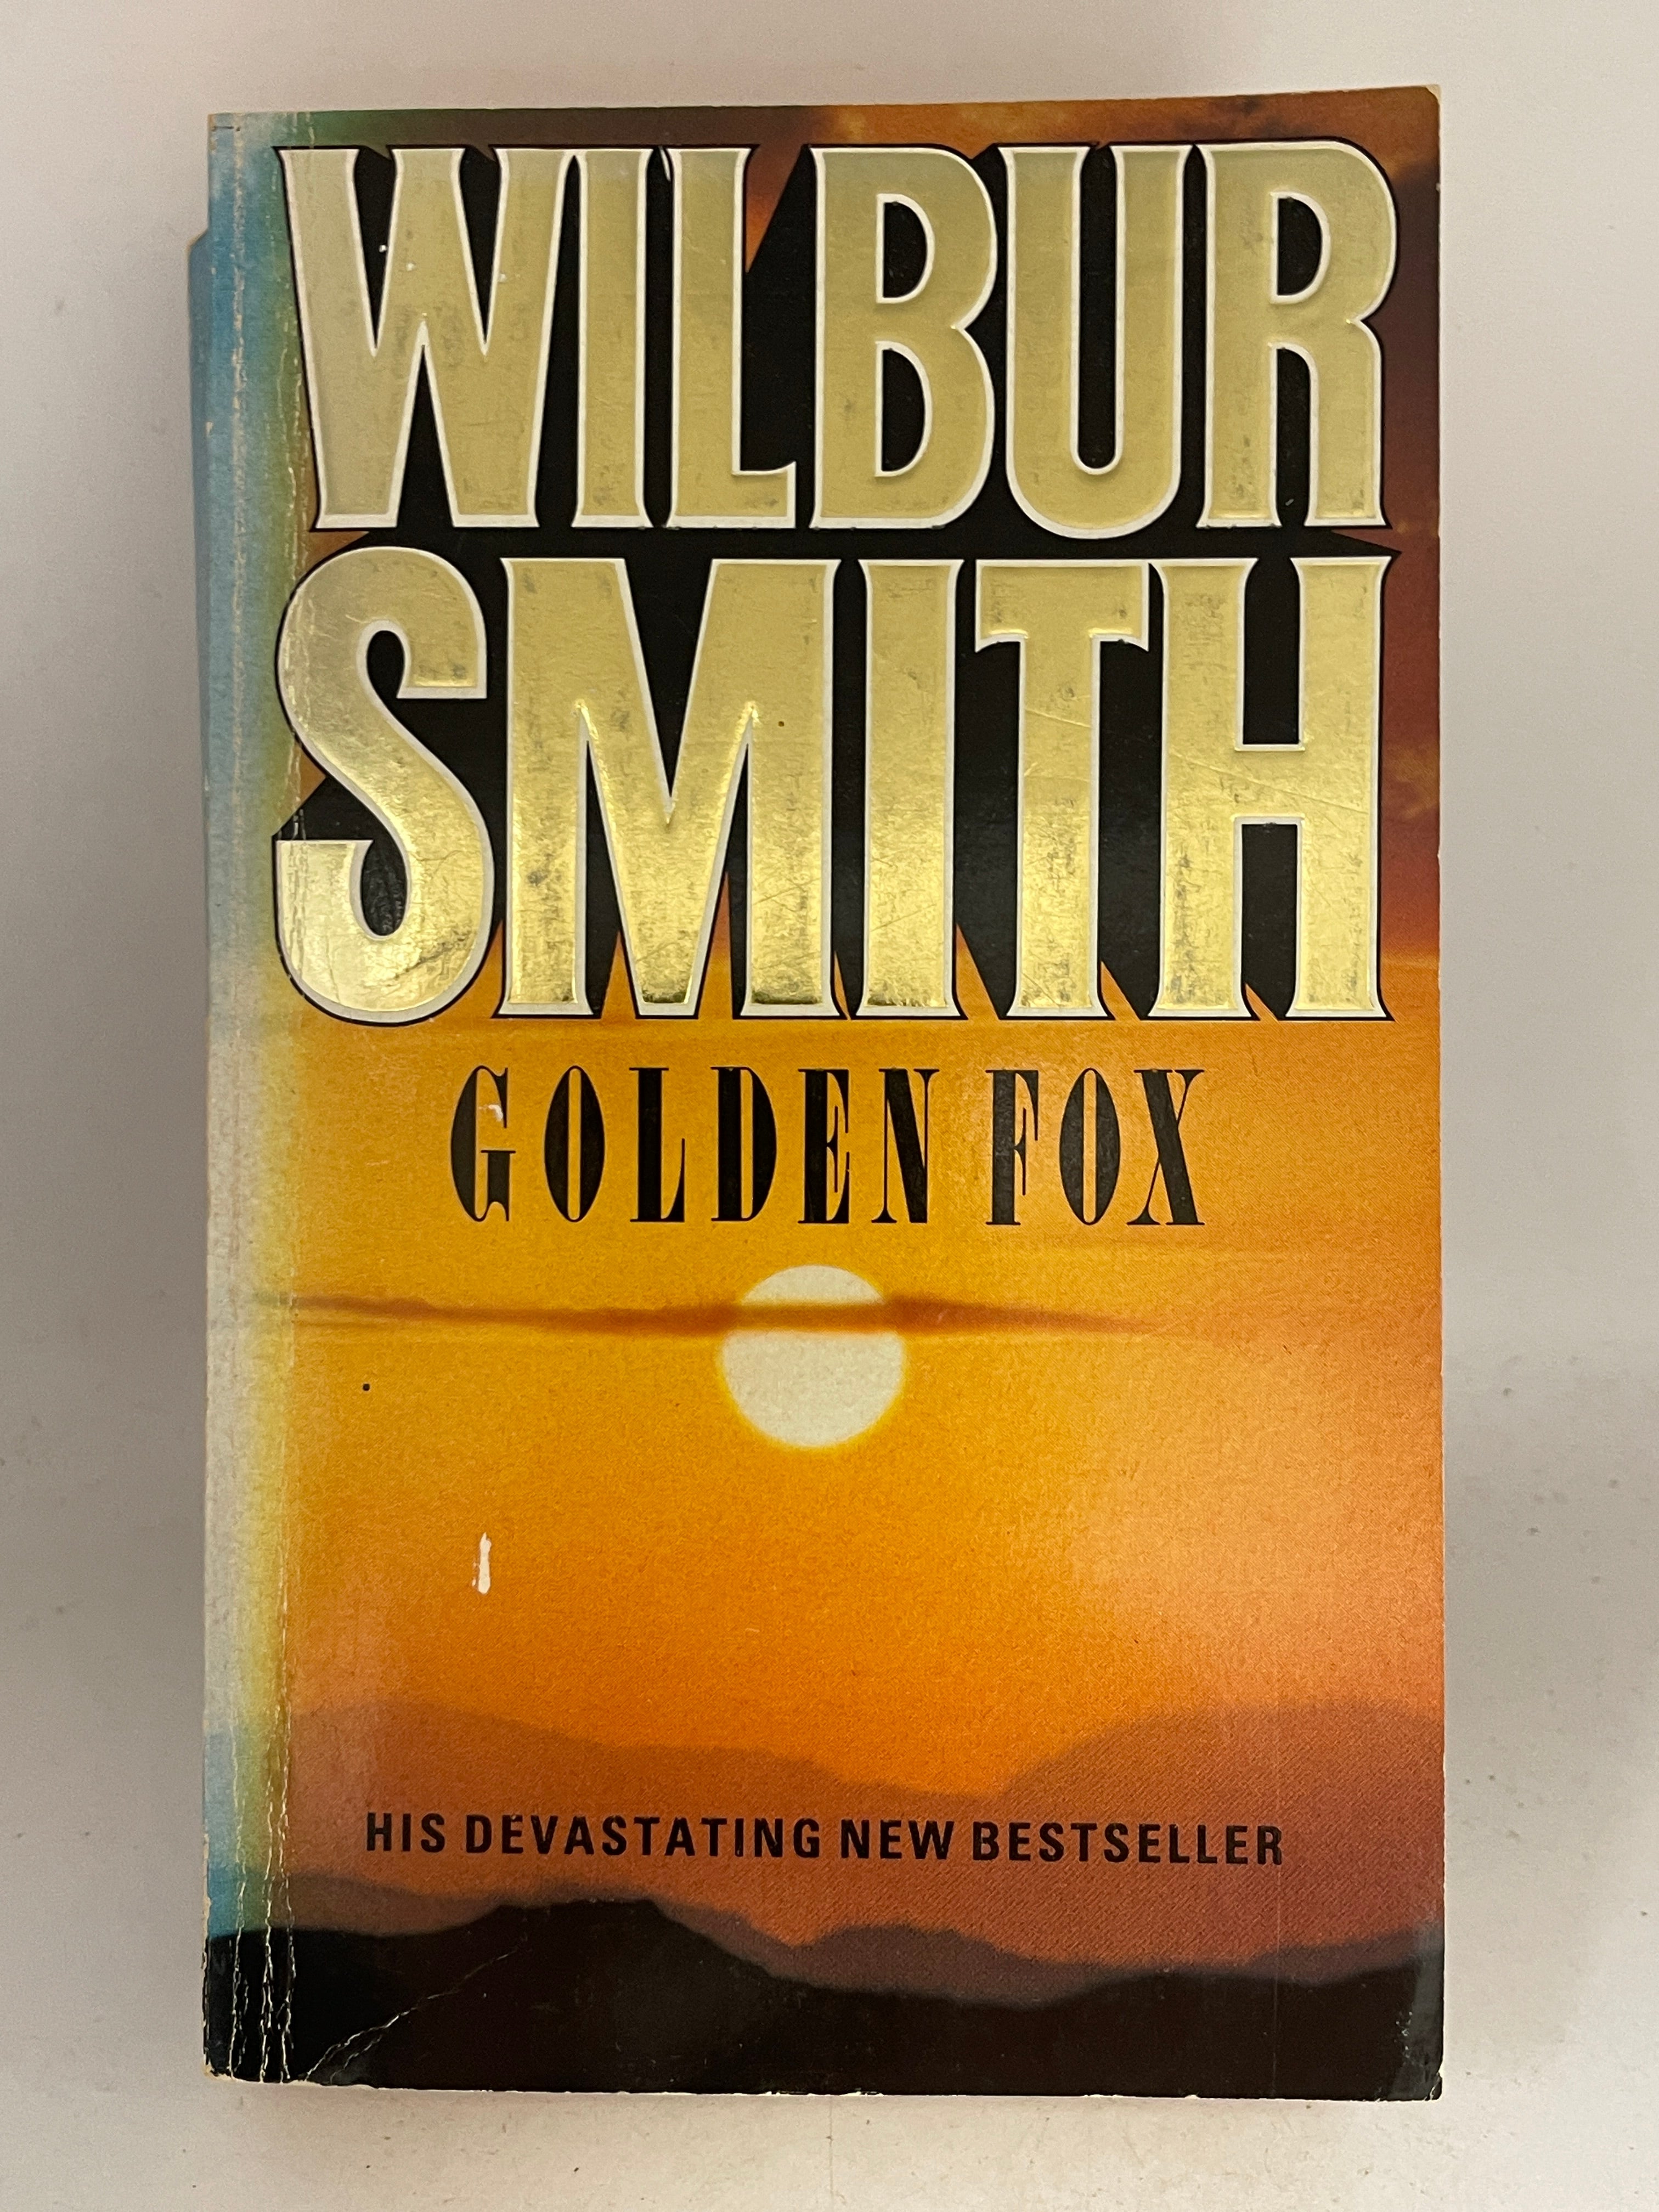 WILBUR
SMITH
GOLDEN FOX
HIS DEVASTATING NEW BESTSELLER